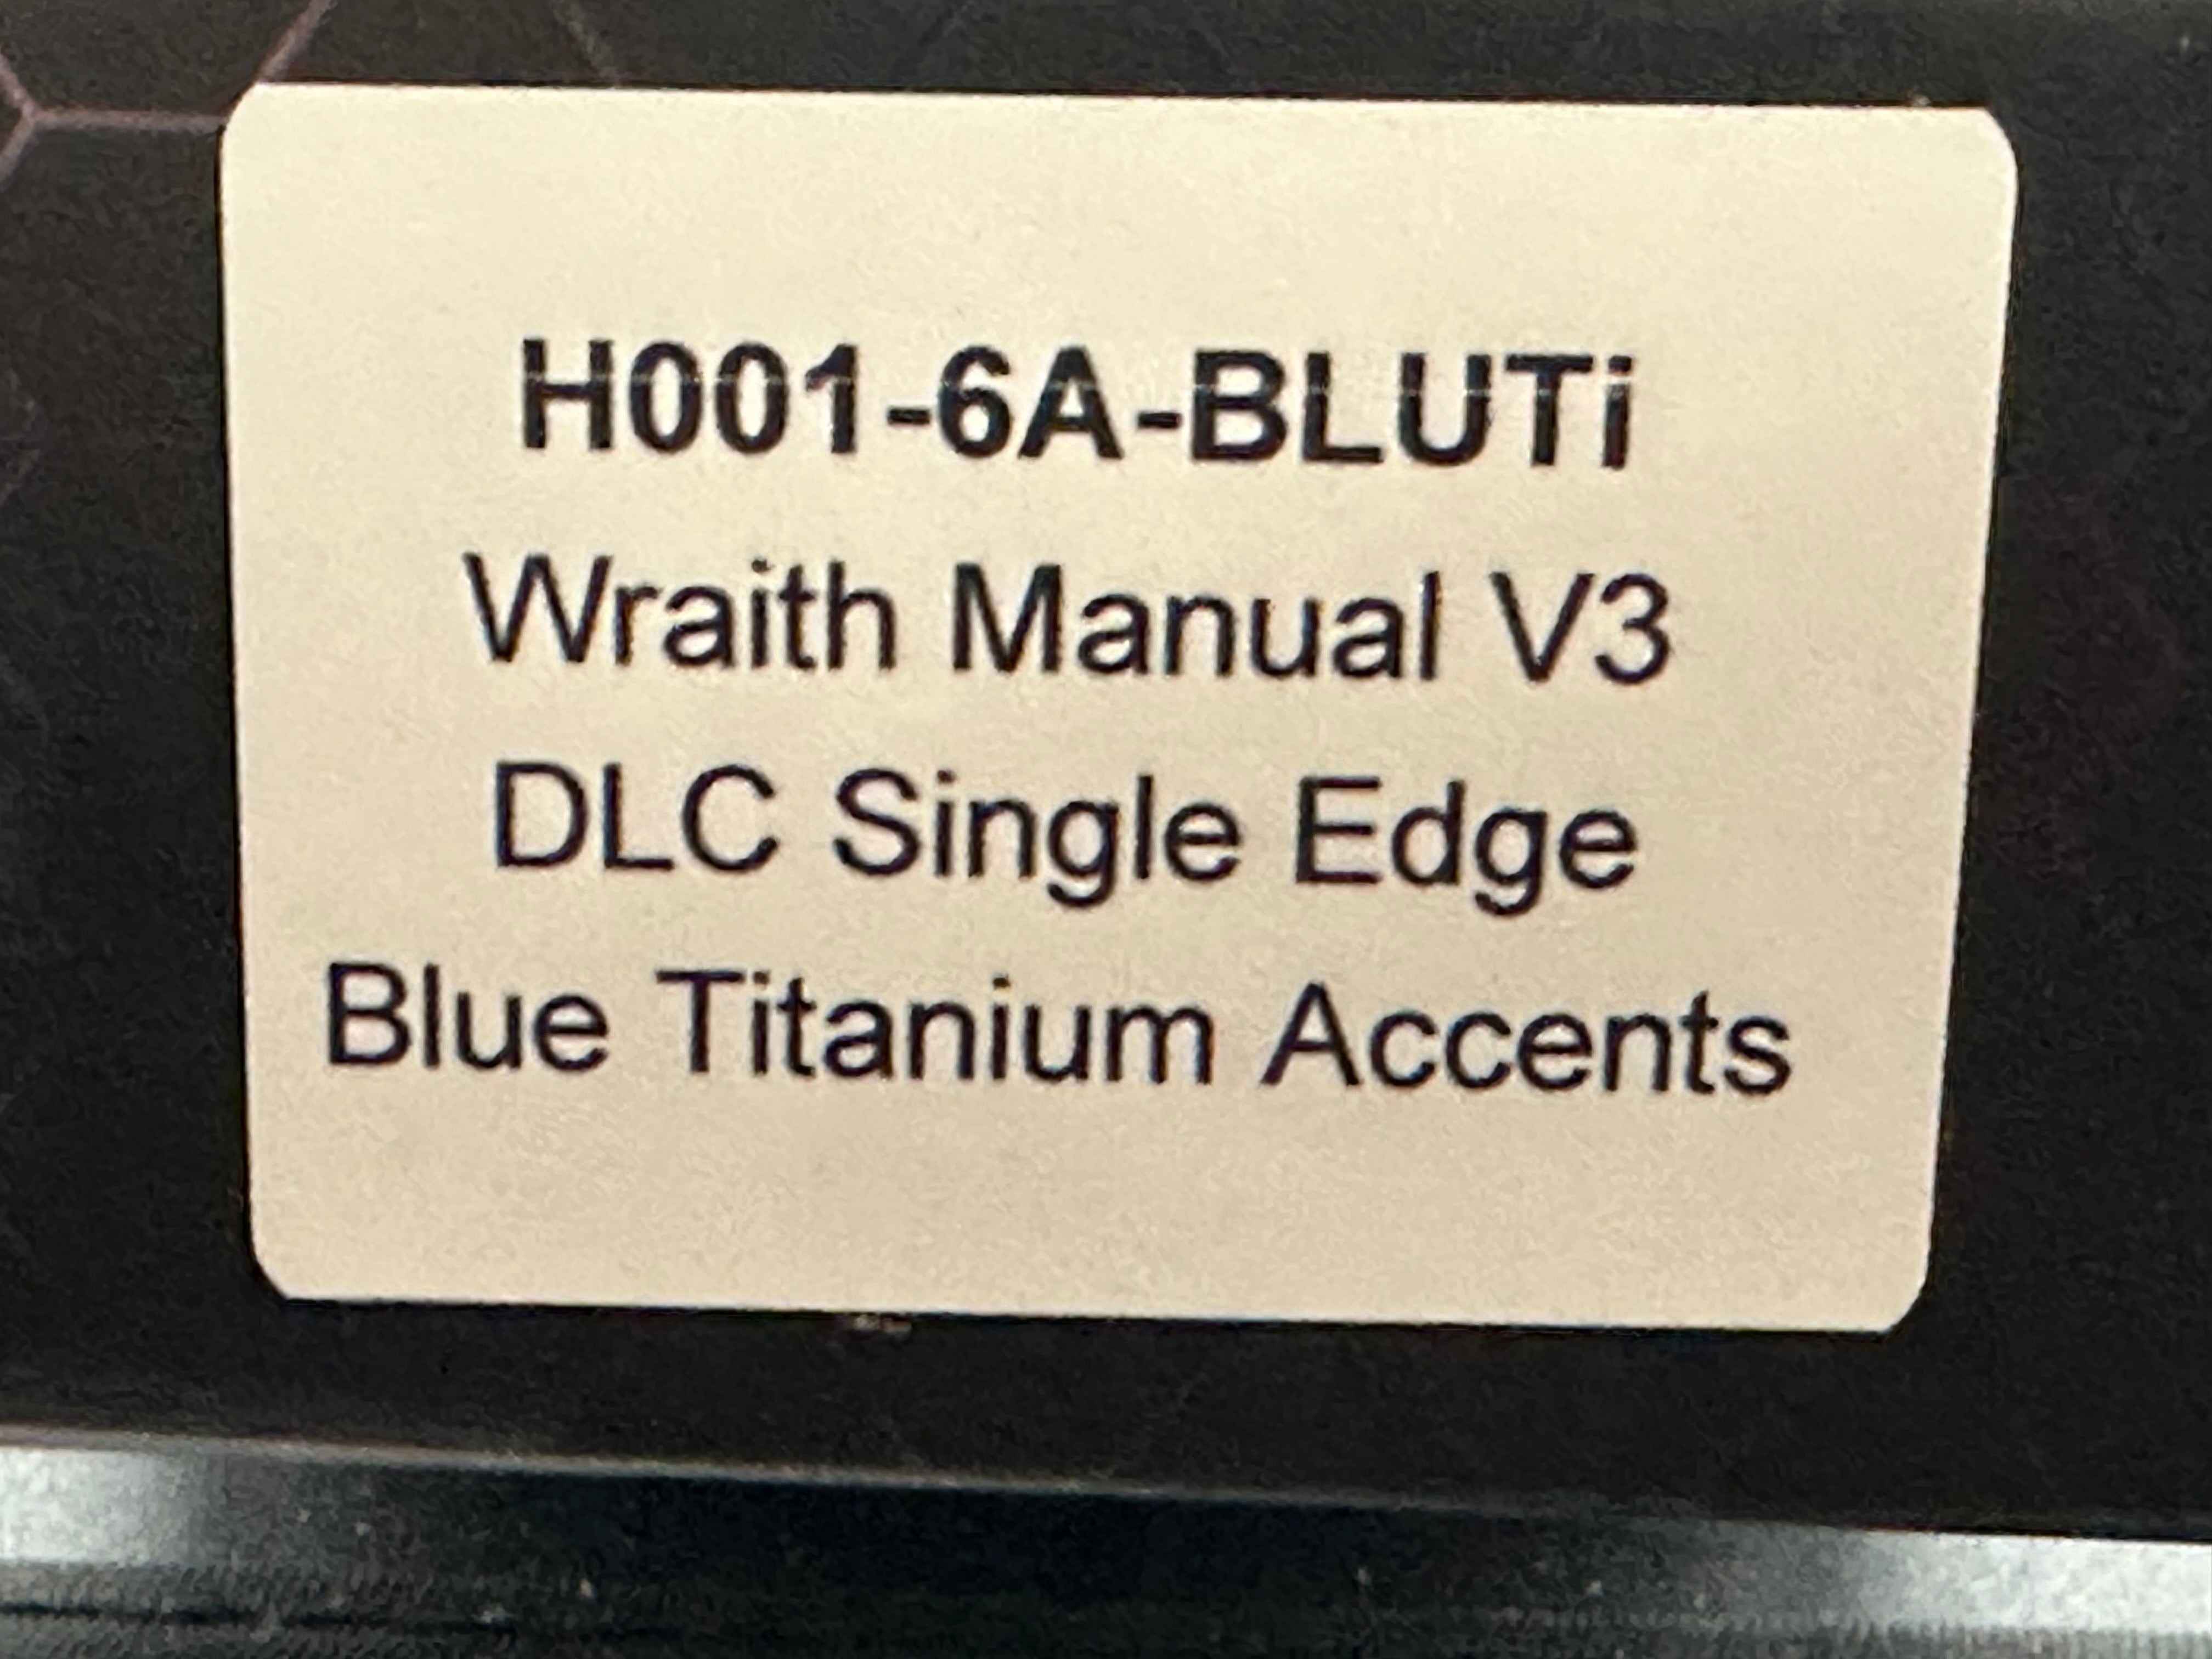 H001-6A-BLUTi
Wraith Manual V3
DLC Single Edge
Blue Titanium Accents